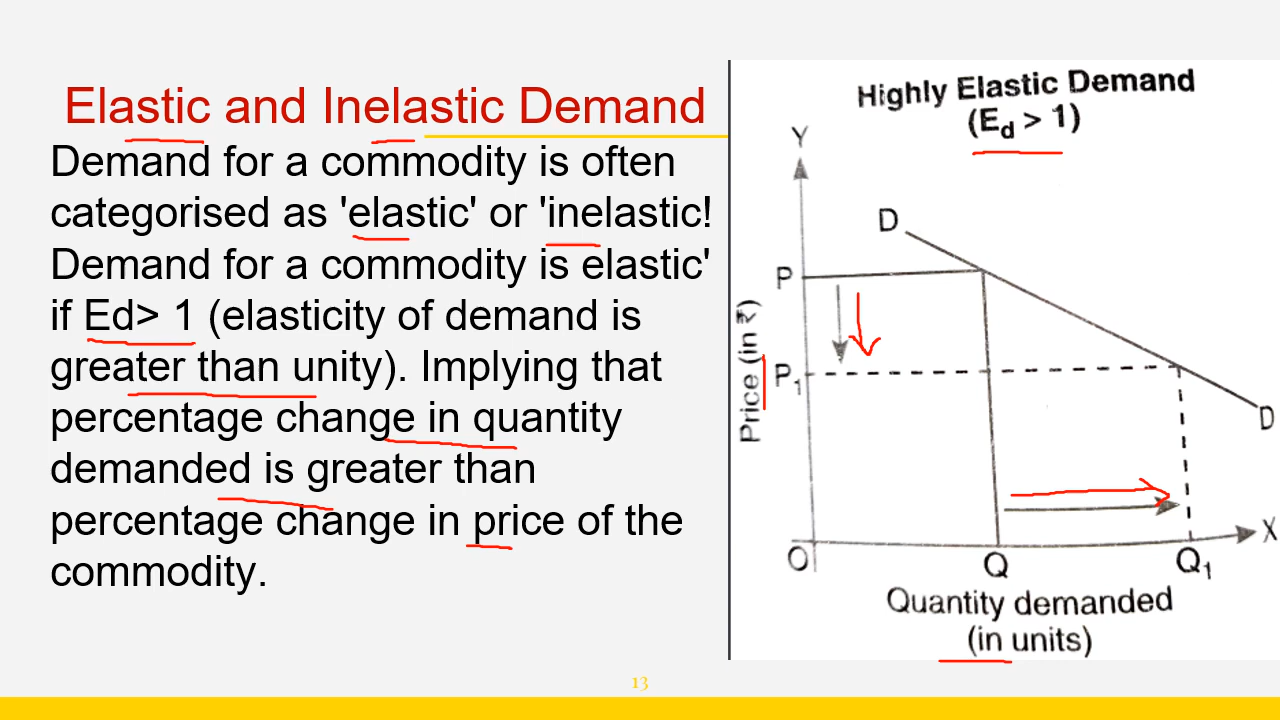 Elastic and Inelastic Demand
Demand for a commodity is often
categorised as 'elastic' or 'inelastic!
Demand for a commodity is elastic'
if Ed> 1 (elasticity of demand is
greater than unity). Implying that
percentage change in quantity
demanded is greater than
percentage change in price of the
commodity.
Highly Elastic Demand
(Ed > 1)
Y
D
P
Price (in ₹)
P1
D
O
Q
Q1
X
Quantity demanded
(in units)
13